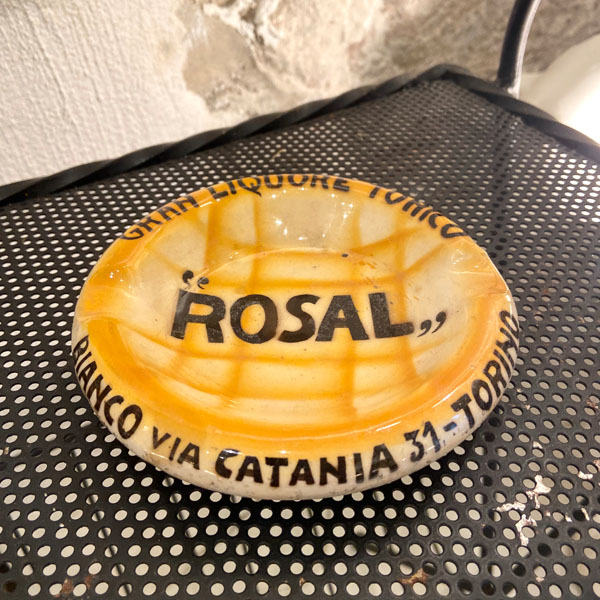 GRAN LIQUORE TONICO
“ROSAL„
BIANCO VIA CATANIA 31-TORINO